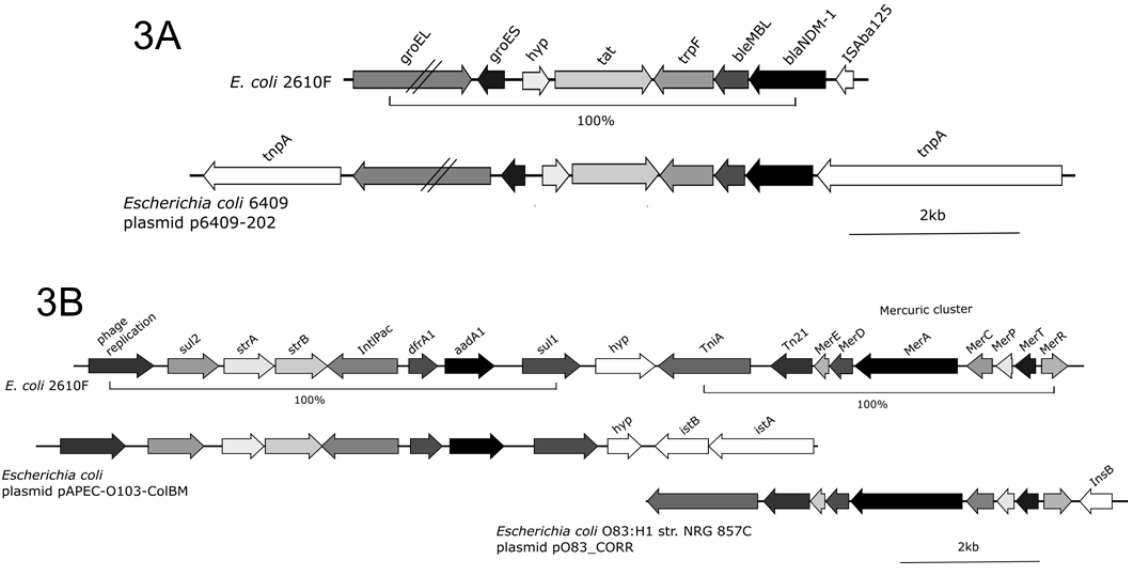 3A
groEL groES hyp tat trpF bleMBL blaNDM-1 ISAba125
E. coli 2610F
100%
tnpA tnpA
Escherichia coli 6409
plasmid p6409-202
2kb
3B
Mercuric cluster
phage
replication sul2 strA strB IntIPac dfrA1 aadA1 sul1 hyp TniA Tn21 MerE MerD MerA MerC MerP MerT MerR
E. coli 2610F
100% 100%
hyp istB istA
Escherichia coli
plasmid pAPEC-O103-ColBM
InsB
Escherichia coli O83:H1 str. NRG 857C
plasmid pO83_CORR
2kb